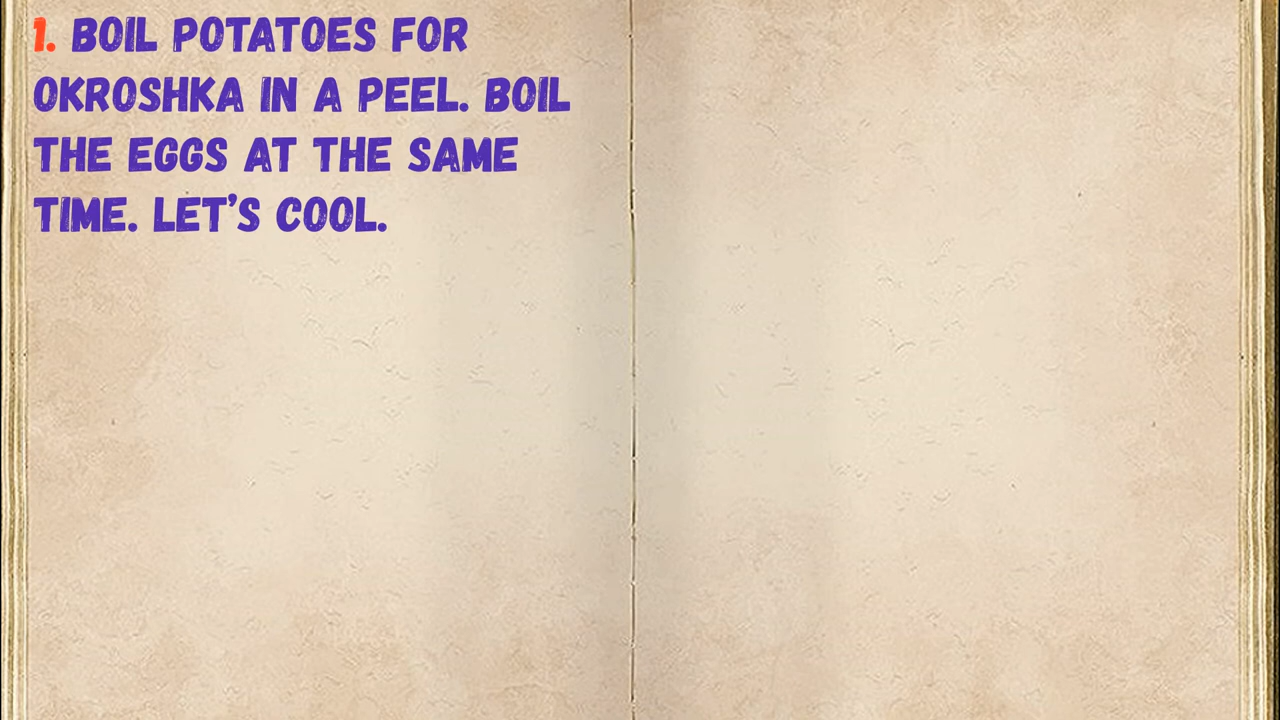 1. BOIL POTATOES FOR
OKROSHKA IN A PEEL. BOIL
THE EGGS AT THE SAME
TIME. LET'S COOL.